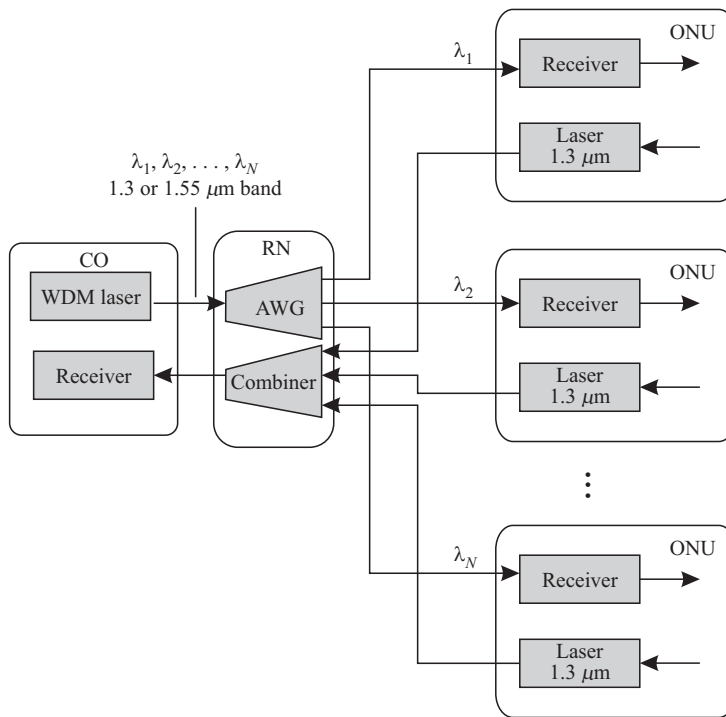 ONU
λ1
Receiver
Laser
1.3 μm
λ1, λ2, . . . , λN
1.3 or 1.55 μm band
RN
CO
ONU
WDM laser
AWG
λ2
Receiver
Receiver
Combiner
Laser
1.3 μm
ONU
λN
Receiver
Laser
1.3 μm